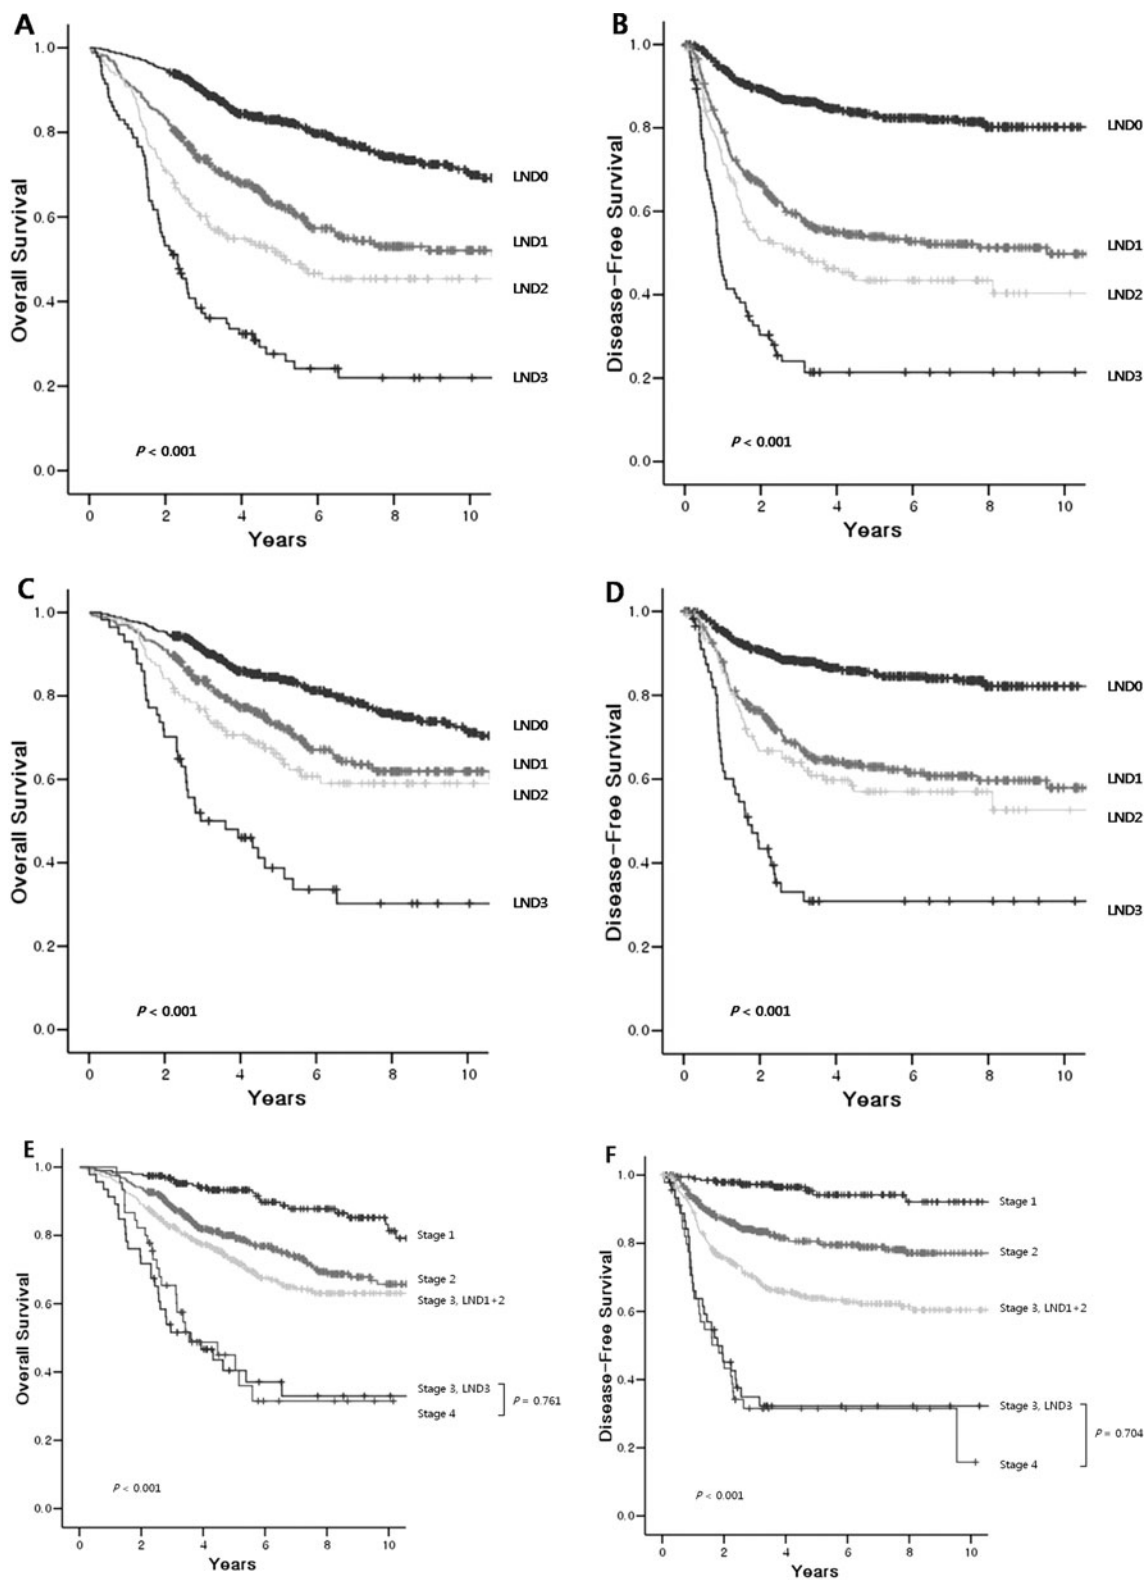 A
Overall Survival
1.0
0.8
0.6
0.4
0.2
0.0
LND0
LND1
LND2
LND3
P < 0.001
0 2 4 6 8 10
Years
B
Disease-Free Survival
1.0
0.8
0.6
0.4
0.2
0.0
LND0
LND1
LND2
LND3
P < 0.001
0 2 4 6 8 10
Years
C
Overall Survival
1.0
0.8
0.6
0.4
0.2
0.0
LND0
LND1
LND2
LND3
P < 0.001
0 2 4 6 8 10
Years
D
Disease-Free Survival
1.0
0.8
0.6
0.4
0.2
0.0
LND0
LND1
LND2
LND3
P < 0.001
0 2 4 6 8 10
Years
E
Overall Survival
1.0
0.8
0.6
0.4
0.2
0.0
Stage 1
Stage 2
Stage 3, LND1+2
Stage 3, LND3
P = 0.761
Stage 4
P < 0.001
0 2 4 6 8 10
Years
F
Disease-Free Survival
1.0
0.8
0.6
0.4
0.2
0.0
Stage 1
Stage 2
Stage 3, LND1+2
Stage 3, LND3
P = 0.704
Stage 4
P < 0.001
0 2 4 6 8 10
Years